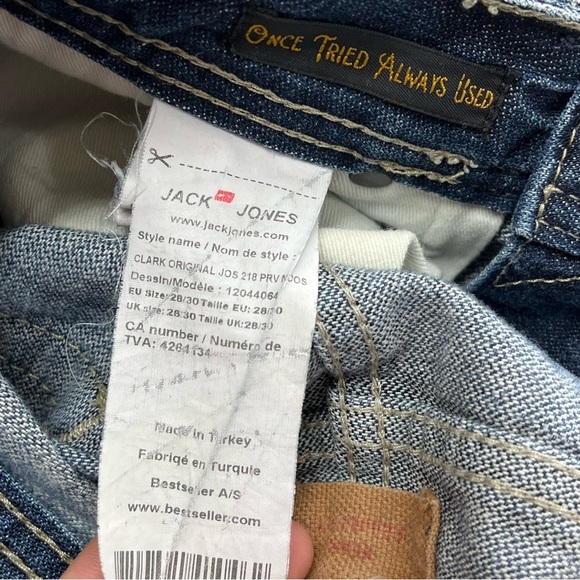 ONCE TRIED ALWAYS USED
JACK JONES
www.jackjones.com
Style name / Nom de style :
CLARK ORIGINAL JOS 218 PRV NOOS
Dessin/Modèle : 12044064
EU Size:28/30 Taille EU: 28/30
UK size:28/30 Taille UK:28/30
CA number / Numéro de
TVA: 4261134
Made in Turkey
Fabriqé en Turquie
Bestseller A/S
www.bestseller.com